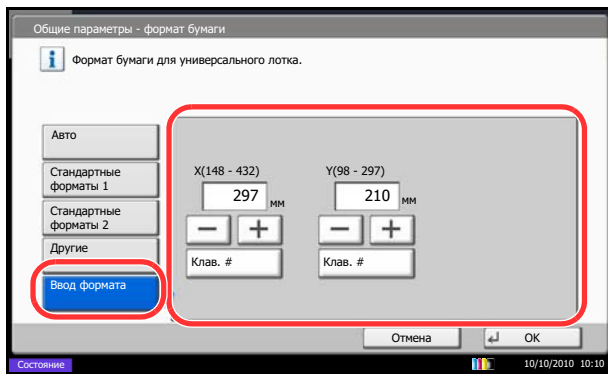 Общие параметры - формат бумаги
Формат бумаги для универсального лотка.
Авто
Стандартные
форматы 1
Стандартные
форматы 2
Другие
Ввод формата
X(148 - 432)
297 мм
Клав. #
Y(98 - 297)
210 мм
Клав. #
Отмена
OK
Состояние
10/10/2010 10:10